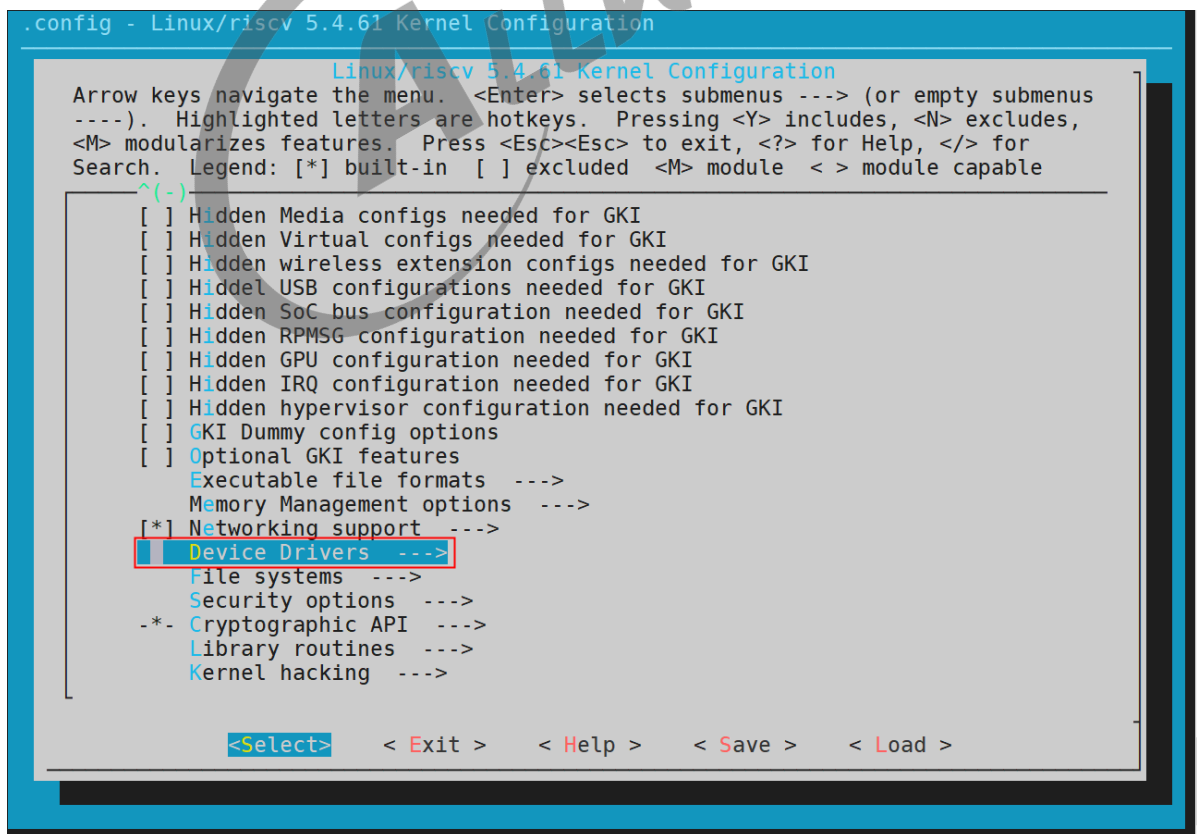 .config - Linux/riscv 5.4.61 Kernel Configuration
Linux/riscv 5.4.61 Kernel Configuration
Arrow keys navigate the menu.  <Enter> selects submenus ---> (or empty submenus
----).  Highlighted letters are hotkeys.  Pressing <Y> includes, <N> excludes,
<M> modularizes features.  Press <Esc><Esc> to exit, <?> for Help, </> for
Search.  Legend: [*] built-in  [ ] excluded  <M> module  < > module capable
^(-)
[ ] Hidden Media configs needed for GKI
[ ] Hidden Virtual configs needed for GKI
[ ] Hidden wireless extension configs needed for GKI
[ ] Hiddel USB configurations needed for GKI
[ ] Hidden SoC bus configuration needed for GKI
[ ] Hidden RPMSG configuration needed for GKI
[ ] Hidden GPU configuration needed for GKI
[ ] Hidden IRQ configuration needed for GKI
[ ] Hidden hypervisor configuration needed for GKI
[ ] GKI Dummy config options
[ ] Optional GKI features
Executable file formats  --->
Memory Management options  --->
[*] Networking support  --->
Device Drivers  --->
File systems  --->
Security options  --->
-*- Cryptographic API  --->
Library routines  --->
Kernel hacking  --->
<Select>    < Exit >    < Help >    < Save >    < Load >